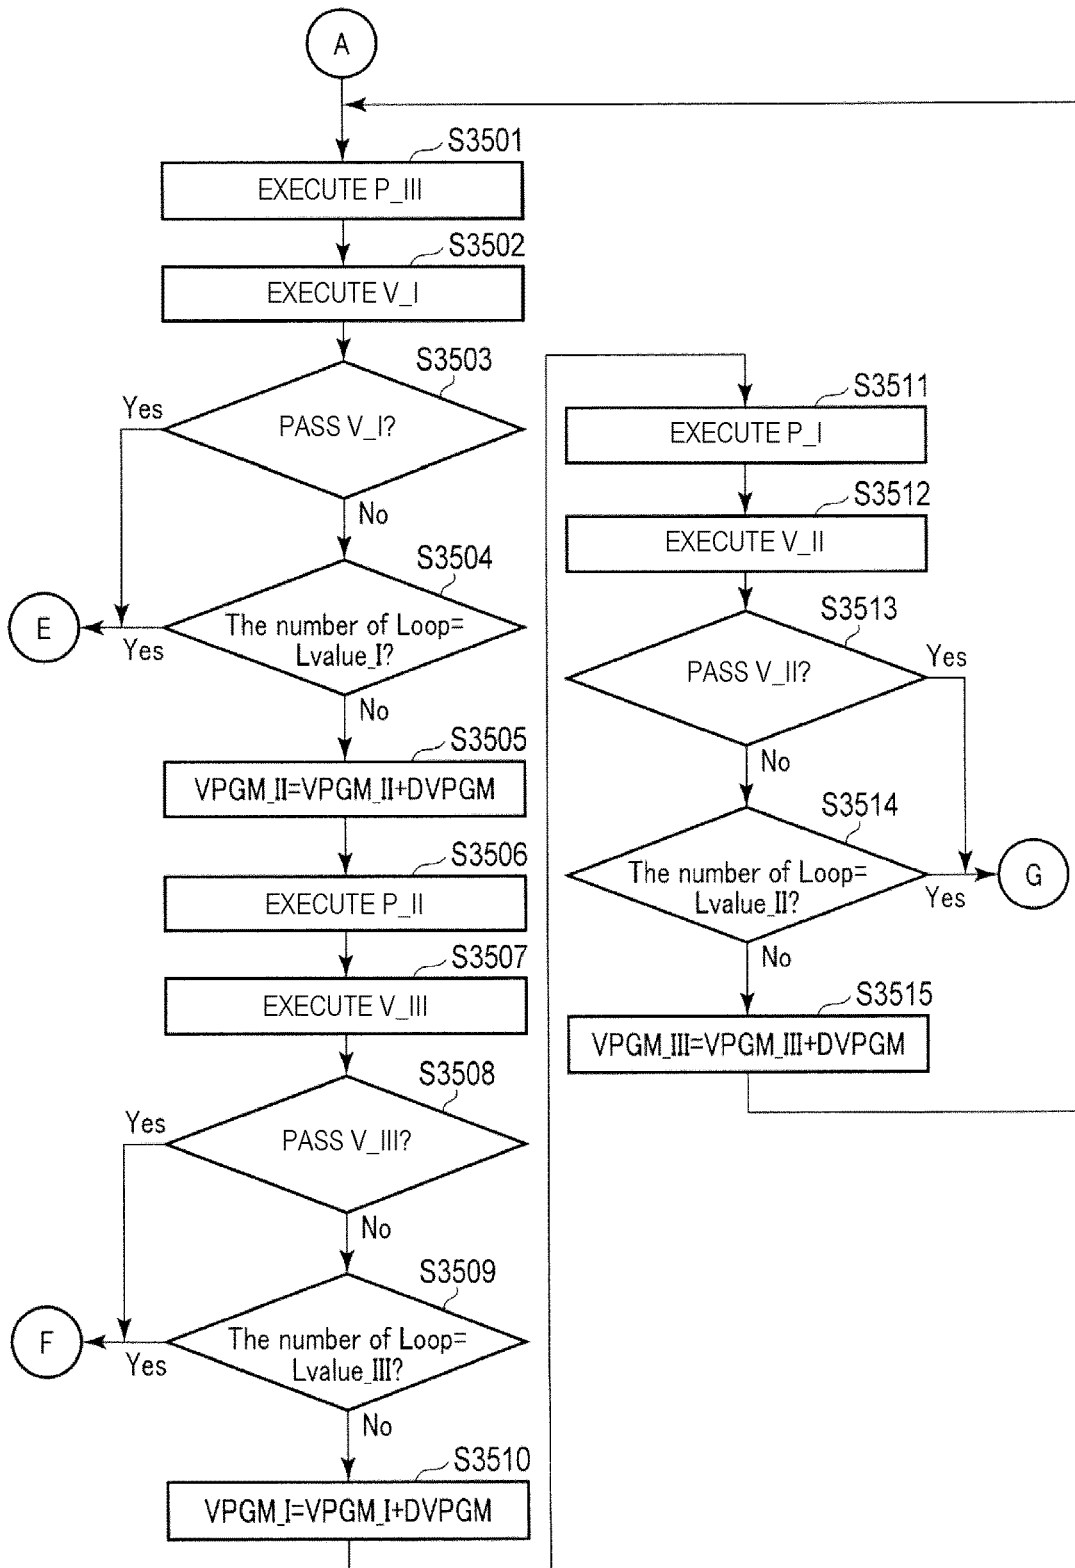 A
S3501
EXECUTE P_III
S3502
EXECUTE V_I
S3503
PASS V_I?
Yes
No
S3504
The number of Loop=
Lvalue_I?
E
Yes
No
S3505
VPGM_II=VPGM_II+DVPGM
S3506
EXECUTE P_II
S3507
EXECUTE V_III
S3508
PASS V_III?
Yes
No
S3509
The number of Loop=
Lvalue_III?
F
Yes
No
S3510
VPGM_I=VPGM_I+DVPGM
S3511
EXECUTE P_I
S3512
EXECUTE V_II
S3513
PASS V_II?
Yes
No
S3514
The number of Loop=
Lvalue_II?
Yes
G
No
S3515
VPGM_III=VPGM_III+DVPGM